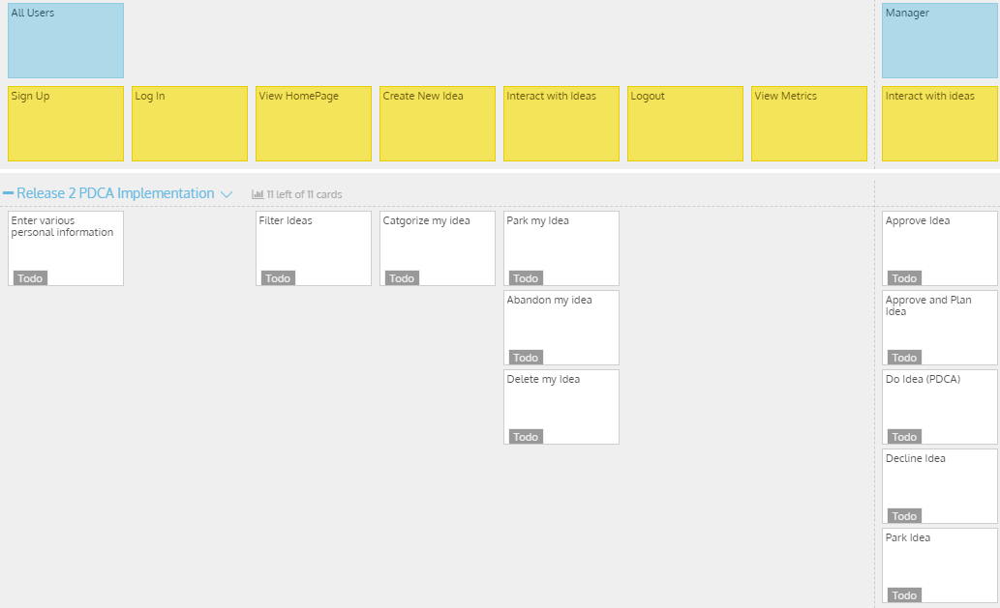 All Users
Manager
Sign Up
Log In
View HomePage
Create New Idea
Interact with Ideas
Logout
View Metrics
Interact with ideas
Release 2 PDCA Implementation
11 left of 11 cards
Enter various
personal information
Todo
Filter Ideas
Todo
Catgorize my idea
Todo
Park my Idea
Todo
Abandon my idea
Todo
Delete my Idea
Todo
Approve Idea
Todo
Approve and Plan
Idea
Todo
Do Idea (PDCA)
Todo
Decline Idea
Todo
Park Idea
Todo